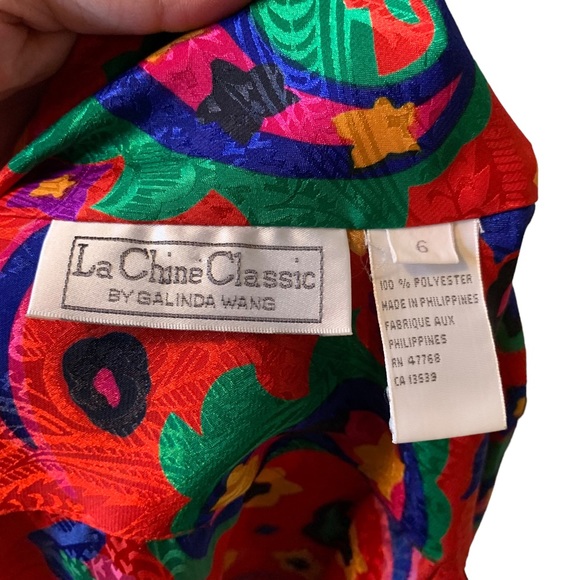 La Chine Classic
BY GALINDA WANG
6
100 % POLYESTER
MADE IN PHILIPPINES
FABRIQUE AUX
PHILIPPINES
RN 47768
CA 13539